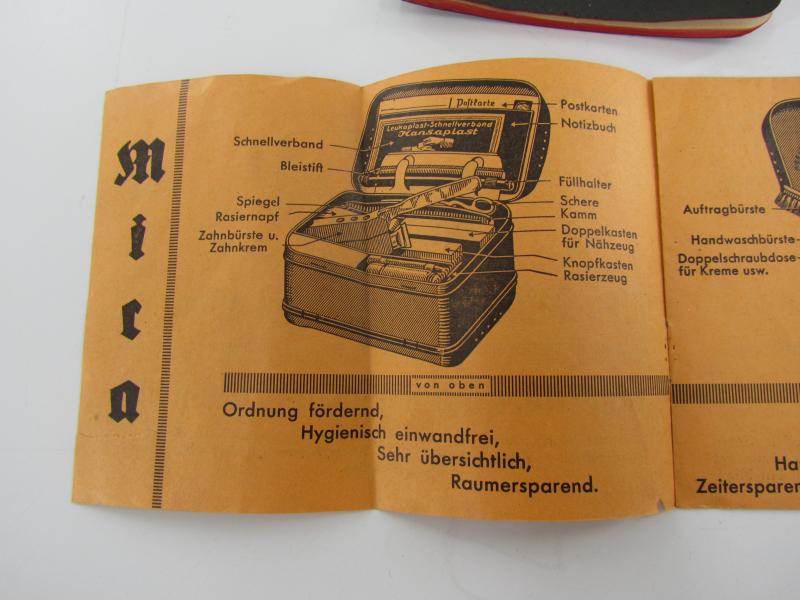 Mica
Postkarte
Leukoplast-Schnellverband
Hansaplast
Schnellverband
Bleistift
Spiegel
Rasiernapf
Zahnbürste u.
Zahnkrem
Postkarten
Notizbuch
Füllhalter
Schere
Kamm
Doppelkasten
für Nähzeug
Knopfkasten
Rasierzeug
von oben
Ordnung fördernd,
Hygienisch einwandfrei,
Sehr übersichtlich,
Raumersparend.
Auftragbürste
Handwaschbürste
Doppelschraubdose
für Kreme usw.
Ha
Zeitersparen